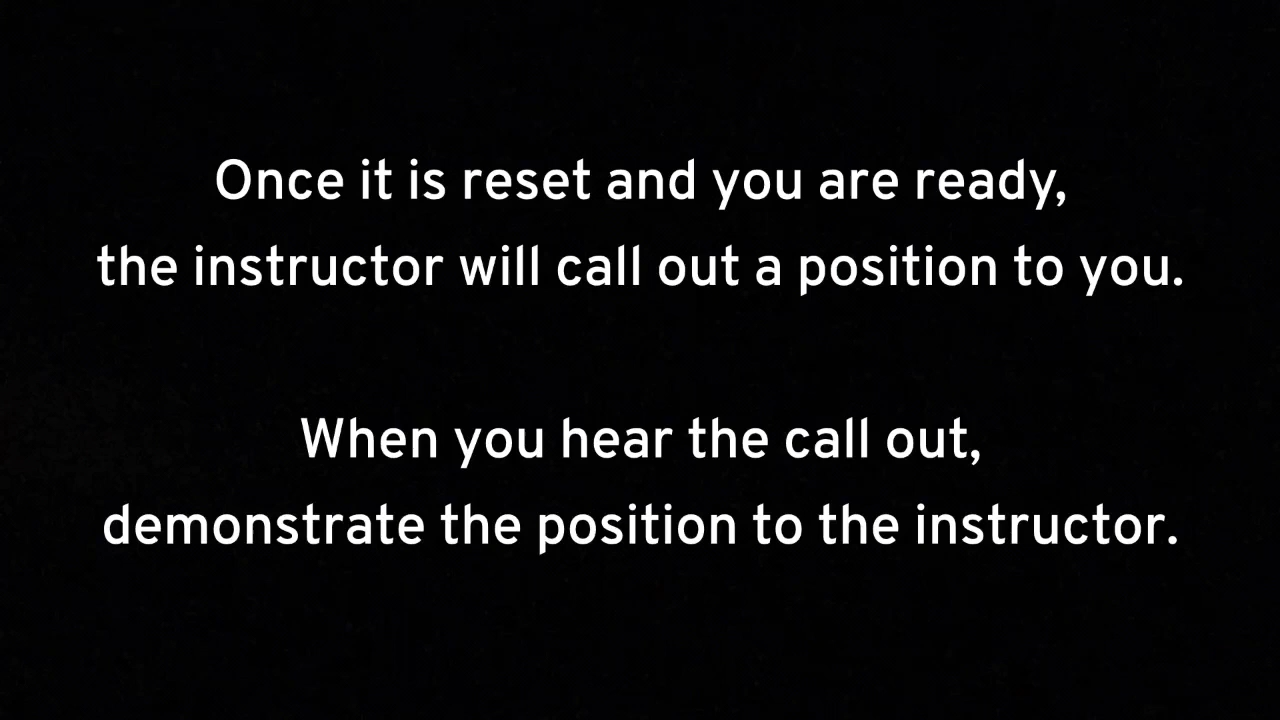 Once it is reset and you are ready,
the instructor will call out a position to you.
When you hear the call out,
demonstrate the position to the instructor.